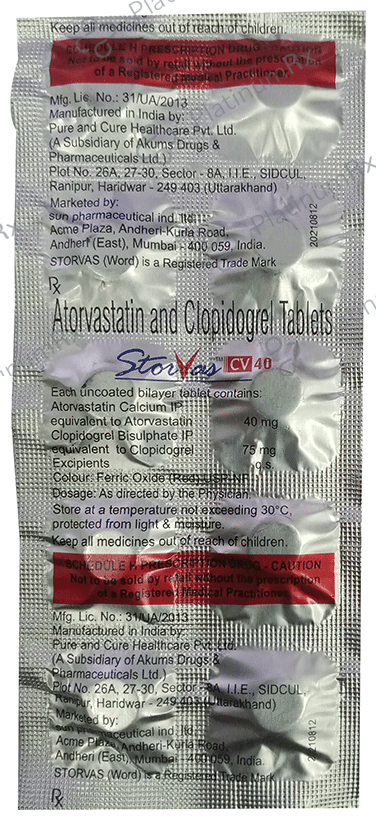 Keep all medicines out of reach of children.
SCHEDULE H PRESCRIPTION DRUG - CAUTION
Not to be sold by retail without the prescription
of a Registered Medical Practitioner.
Mfg. Lic. No.: 31/UA/2013
Manufactured in India by:
Pure and Cure Healthcare Pvt. Ltd.
(A Subsidiary of Akums Drugs &
Pharmaceuticals Ltd.)
Plot No. 26A, 27-30, Sector - 8A, I.I.E., SIDCUL,
Ranipur, Haridwar - 249 403 (Uttarakhand)
Marketed by:
sun pharmaceutical ind. ltd.
Acme Plaza, Andheri-Kurla Road,
Andheri (East), Mumbai - 400 059, India.
STORVAS (Word) is a Registered Trade Mark
20210812
Rx
Atorvastatin and Clopidogrel Tablets
Storvas™ CV 40
Each uncoated bilayer tablet contains:
Atorvastatin Calcium IP
equivalent to Atorvastatin 40 mg
Clopidogrel Bisulphate IP
equivalent to Clopidogrel 75 mg
Excipients q.s.
Colour: Ferric Oxide (Red) USP-NF
Dosage: As directed by the Physician.
Store at a temperature not exceeding 30°C,
protected from light & moisture.
Keep all medicines out of reach of children.
SCHEDULE H PRESCRIPTION DRUG - CAUTION
Not to be sold by retail without the prescription
of a Registered Medical Practitioner.
Mfg. Lic. No.: 31/UA/2013
Manufactured in India by:
Pure and Cure Healthcare Pvt. Ltd.
(A Subsidiary of Akums Drugs &
Pharmaceuticals Ltd.)
Plot No. 26A, 27-30, Sector - 8A, I.I.E., SIDCUL,
Ranipur, Haridwar - 249 403 (Uttarakhand)
Marketed by:
sun pharmaceutical ind. ltd.
Acme Plaza, Andheri-Kurla Road,
Andheri (East), Mumbai - 400 059, India.
STORVAS (Word) is a Registered Trade Mark
20210812
Rx